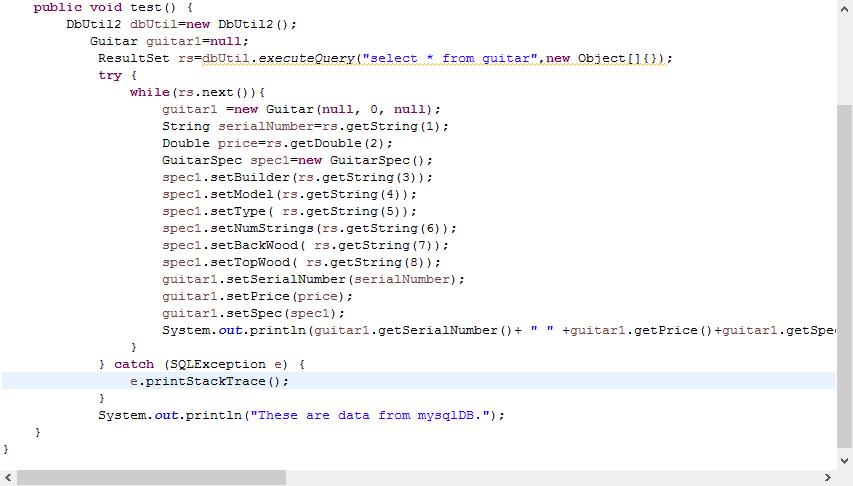 public void test() {
DbUtil2 dbUtil=new DbUtil2();
Guitar guitar1=null;
ResultSet rs=dbUtil.executeQuery("select * from guitar",new Object[]{});
try {
while(rs.next()){
guitar1 =new Guitar(null, 0, null);
String serialNumber=rs.getString(1);
Double price=rs.getDouble(2);
GuitarSpec spec1=new GuitarSpec();
spec1.setBuilder(rs.getString(3));
spec1.setModel(rs.getString(4));
spec1.setType( rs.getString(5));
spec1.setNumStrings(rs.getString(6));
spec1.setBackWood( rs.getString(7));
spec1.setTopWood( rs.getString(8));
guitar1.setSerialNumber(serialNumber);
guitar1.setPrice(price);
guitar1.setSpec(spec1);
System.out.println(guitar1.getSerialNumber()+ " " +guitar1.getPrice()+guitar1.getSpe
}
} catch (SQLException e) {
e.printStackTrace();
}
System.out.println("These are data from mysqlDB.");
}
}